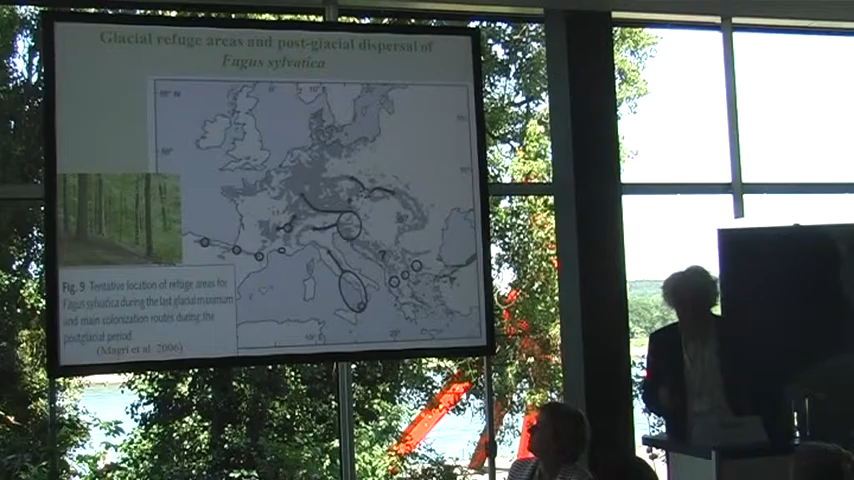 Glacial refuge areas and post-glacial dispersal of
Fagus sylvatica
Fig. 9 Tentative location of refuge areas for
Fagus sylvatica during the last glacial maximum
and main colonization routes during the
postglacial period
(Magri et al. 2006)
?